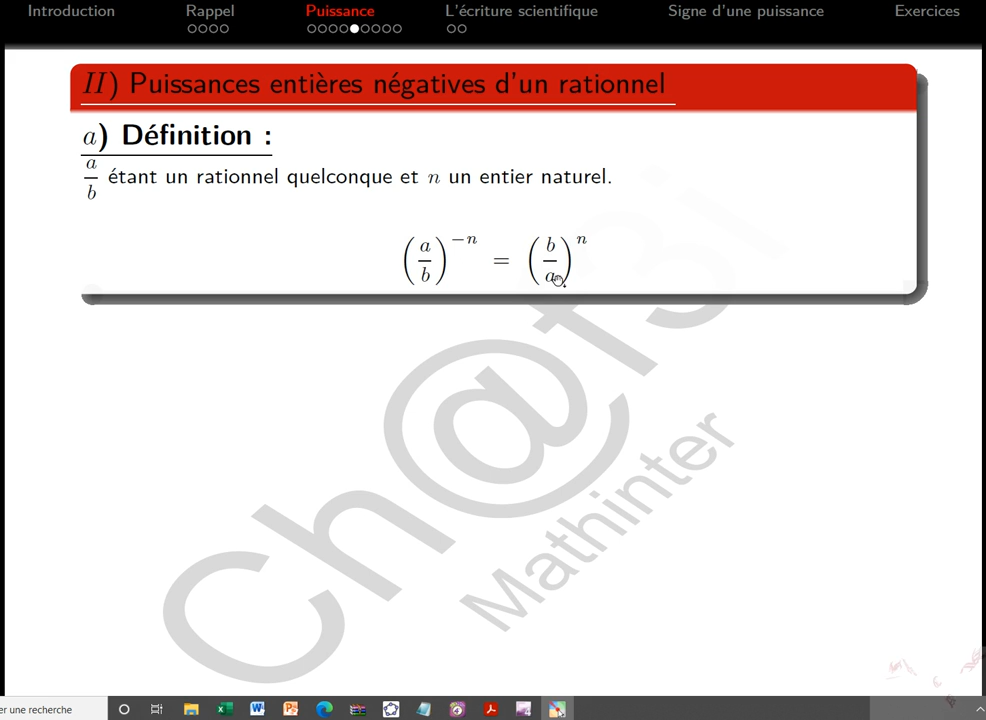 Introduction Rappel Puissance L'écriture scientifique Signe d'une puissance Exercices
II) Puissances entières négatives d'un rationnel
a) Définition :
a/b étant un rationnel quelconque et n un entier naturel.
(a/b)^{-n} = (b/a)^n
Ch@f3i
Mathinter
er une recherche